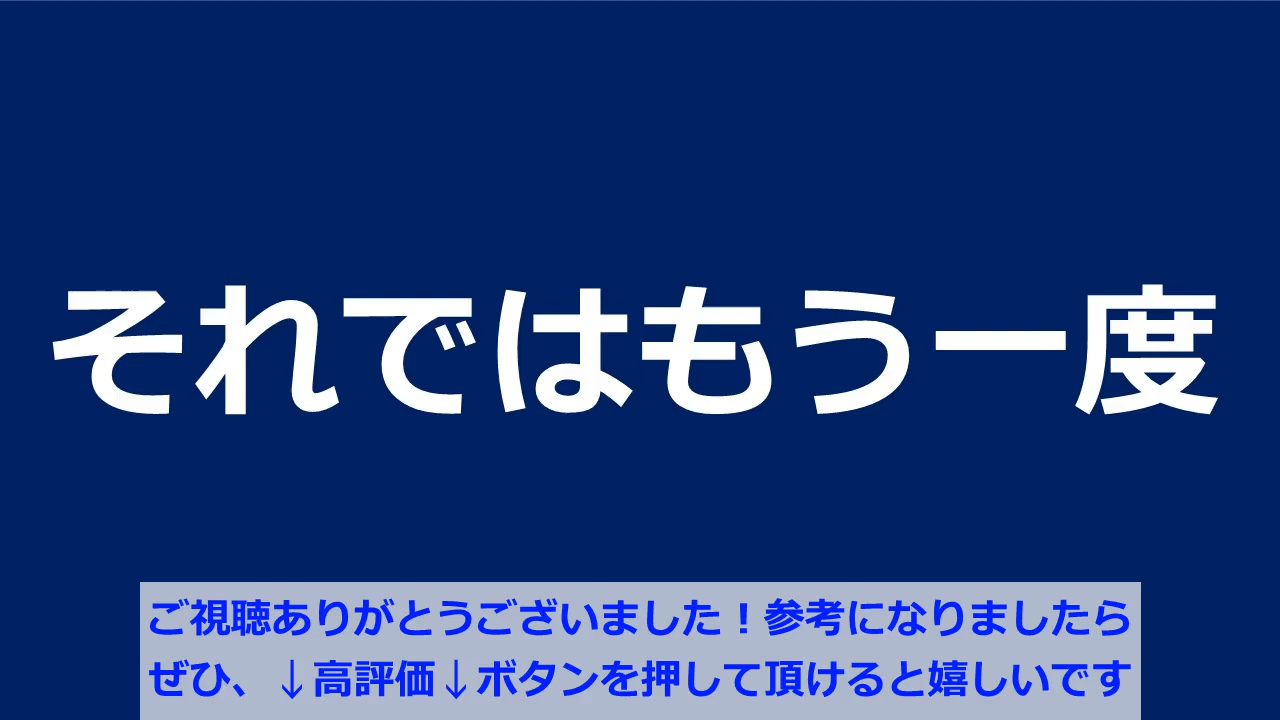 それではもう一度
ご視聴ありがとうございました！参考になりましたら
ぜひ、↓高評価↓ボタンを押して頂けると嬉しいです